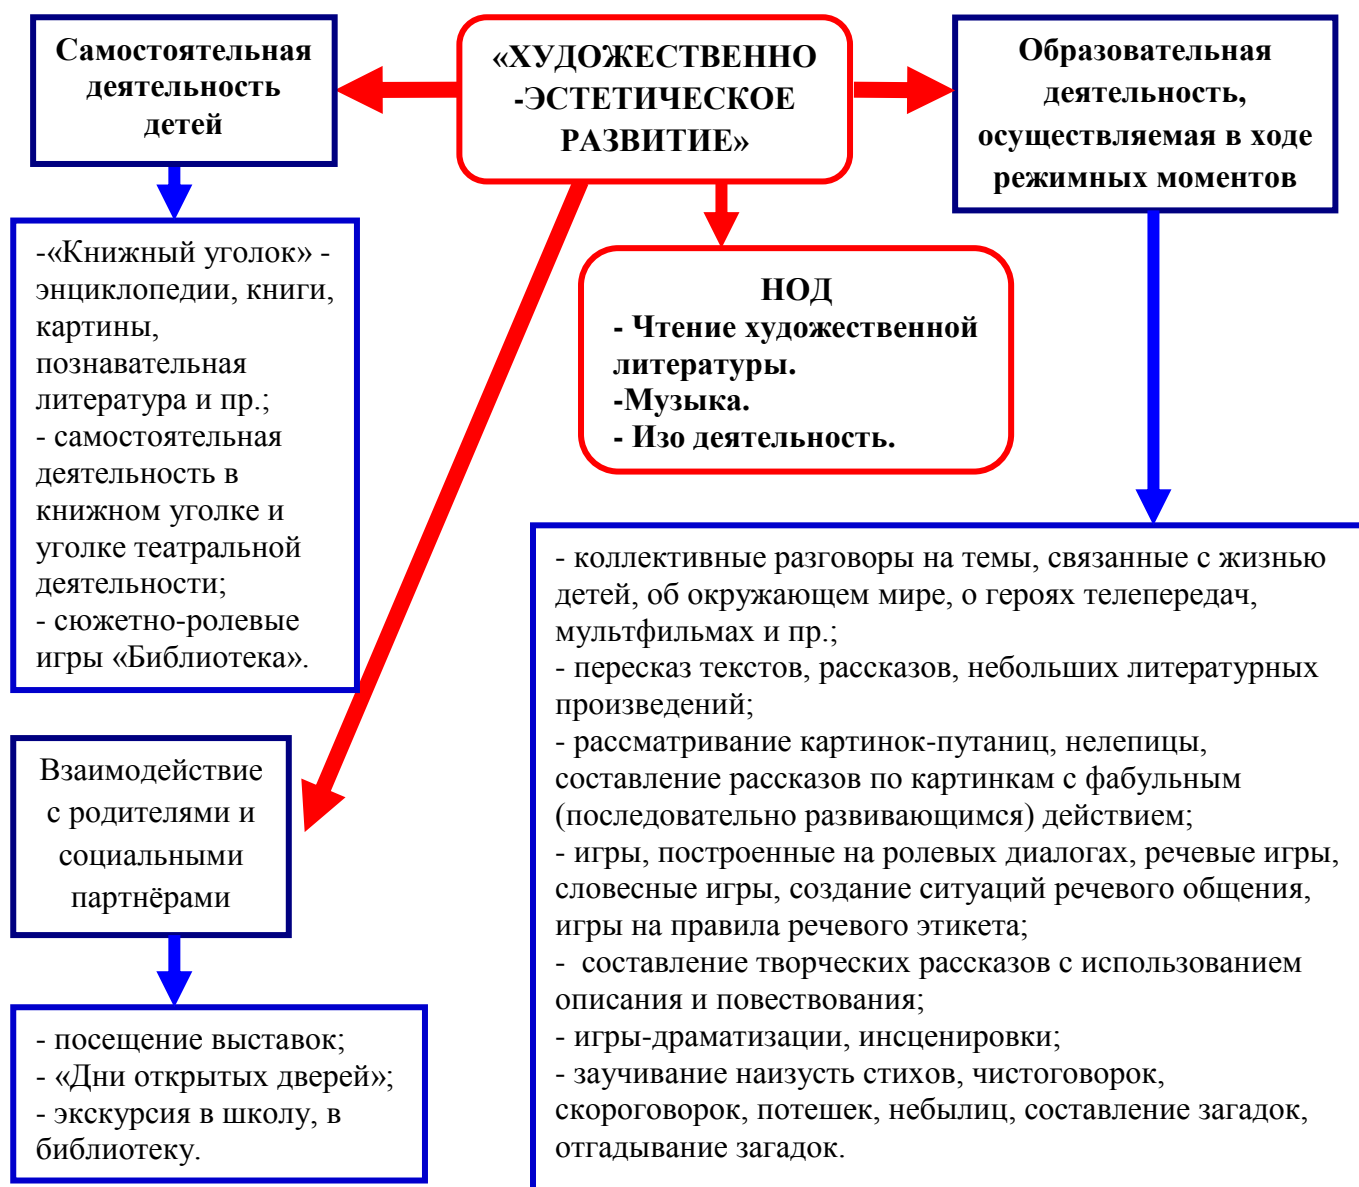 Самостоятельная
деятельность
детей
«ХУДОЖЕСТВЕННО
-ЭСТЕТИЧЕСКОЕ
РАЗВИТИЕ»
Образовательная
деятельность,
осуществляемая в ходе
режимных моментов
-«Книжный уголок» -
энциклопедии, книги,
картины,
познавательная
литература и пр.;
- самостоятельная
деятельность в
книжном уголке и
уголке театральной
деятельности;
- сюжетно-ролевые
игры «Библиотека».
НОД
- Чтение художественной
литературы.
-Музыка.
- Изо деятельность.
Взаимодействие
с родителями и
социальными
партнёрами
- посещение выставок;
- «Дни открытых дверей»;
- экскурсия в школу, в
библиотеку.
- коллективные разговоры на темы, связанные с жизнью
детей, об окружающем мире, о героях телепередач,
мультфильмах и пр.;
- пересказ текстов, рассказов, небольших литературных
произведений;
- рассматривание картинок-путаниц, нелепицы,
составление рассказов по картинкам с фабульным
(последовательно развивающимся) действием;
- игры, построенные на ролевых диалогах, речевые игры,
словесные игры, создание ситуаций речевого общения,
игры на правила речевого этикета;
- составление творческих рассказов с использованием
описания и повествования;
- игры-драматизации, инсценировки;
- заучивание наизусть стихов, чистоговорок,
скороговорок, потешек, небылиц, составление загадок,
отгадывание загадок.